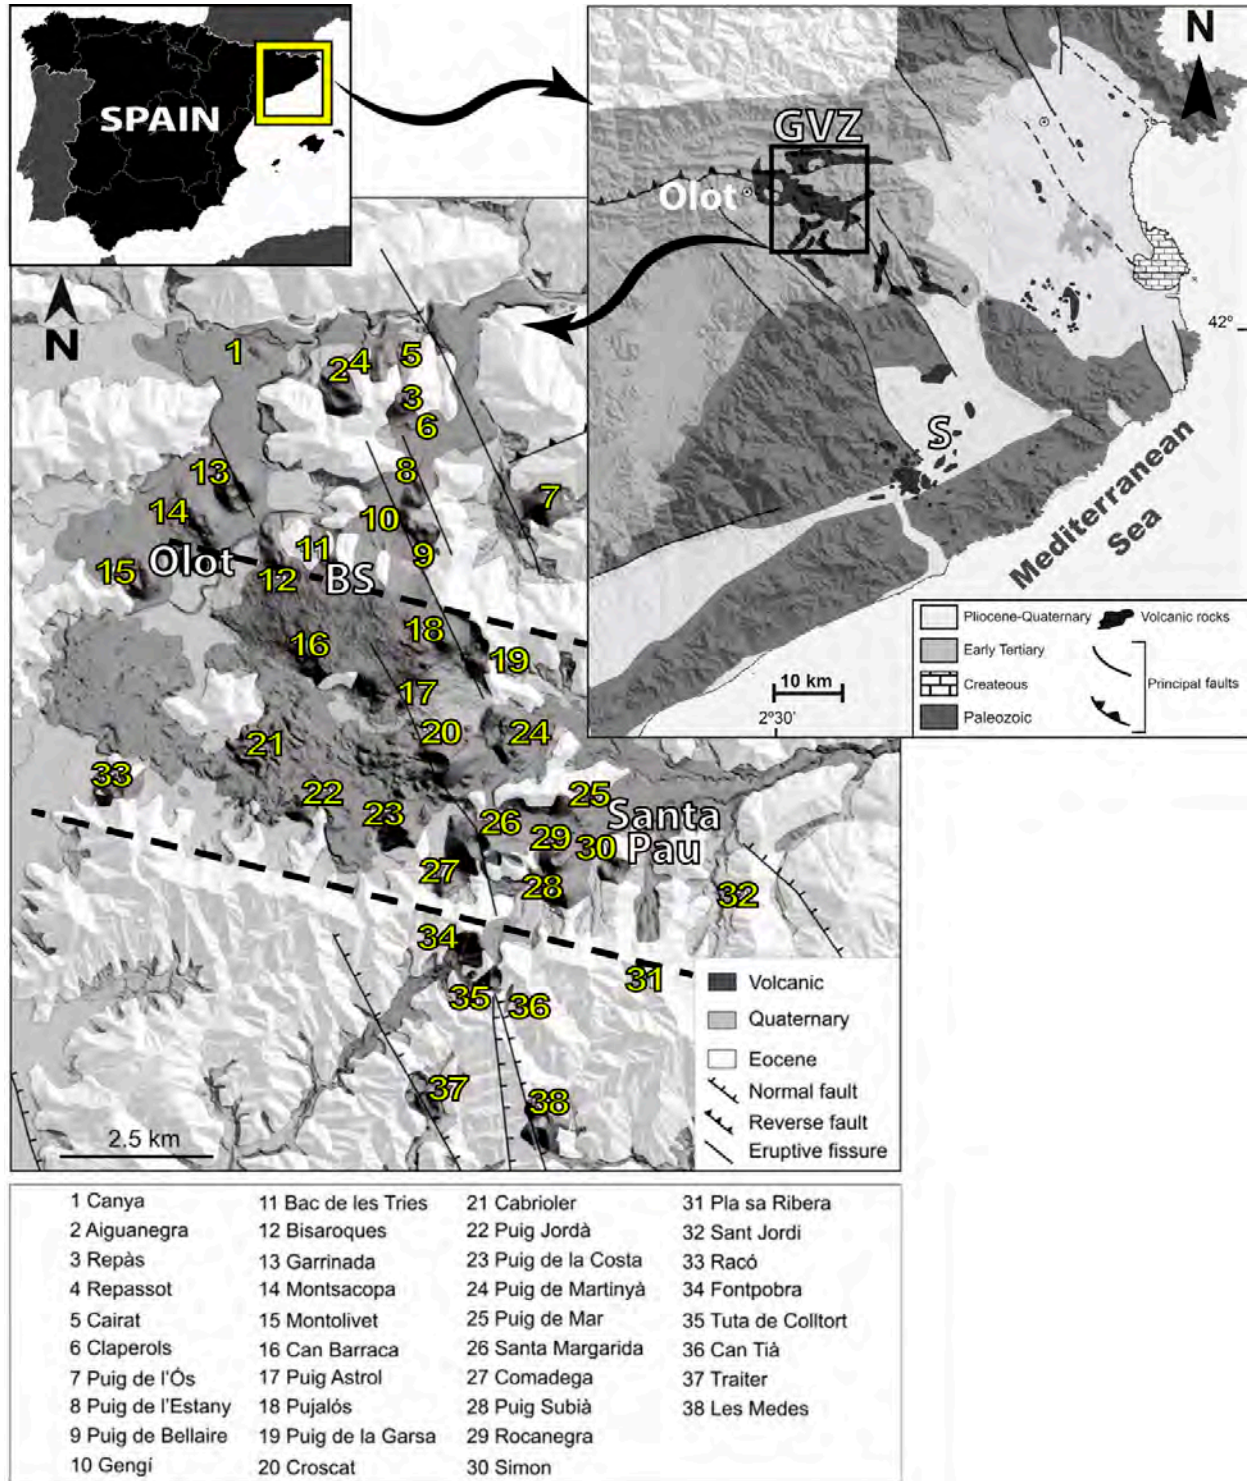 SPAIN
N
GVZ
Olot
42º
S
Mediterranean
Sea
10 km
2º30'
Pliocene-Quaternary
Volcanic rocks
Early Tertiary
Createous
Principal faults
Paleozoic
N
1
2
4
5
3
6
13
8
7
14
10
Olot
11
9
15
12
BS
16
18
19
17
21
20
24
33
22
23
25
26
Santa
29
30
Pau
27
28
32
34
31
35
36
37
38
2.5 km
Volcanic
Quaternary
Eocene
Normal fault
Reverse fault
Eruptive fissure
1 Canya
2 Aiguanegra
3 Repàs
4 Repassot
5 Cairat
6 Claperols
7 Puig de l'Ós
8 Puig de l'Estany
9 Puig de Bellaire
10 Gengí
11 Bac de les Tries
12 Bisaroques
13 Garrinada
14 Montsacopa
15 Montolivet
16 Can Barraca
17 Puig Astrol
18 Pujalós
19 Puig de la Garsa
20 Croscat
21 Cabrioler
22 Puig Jordà
23 Puig de la Costa
24 Puig de Martinyà
25 Puig de Mar
26 Santa Margarida
27 Comadega
28 Puig Subià
29 Rocanegra
30 Simon
31 Pla sa Ribera
32 Sant Jordi
33 Racó
34 Fontpobra
35 Tuta de Colltort
36 Can Tià
37 Traiter
38 Les Medes